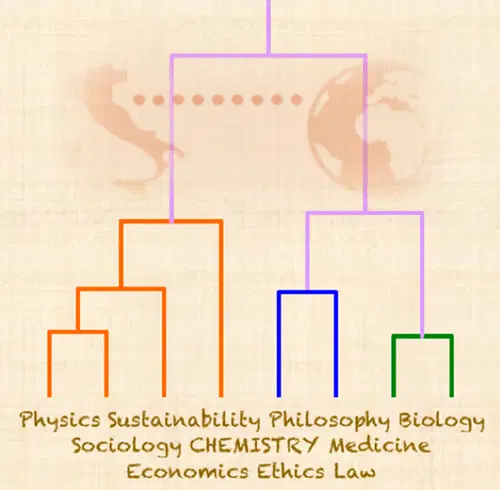 Physics Sustainability Philosophy Biology
Sociology CHEMISTRY Medicine
Economics Ethics Law